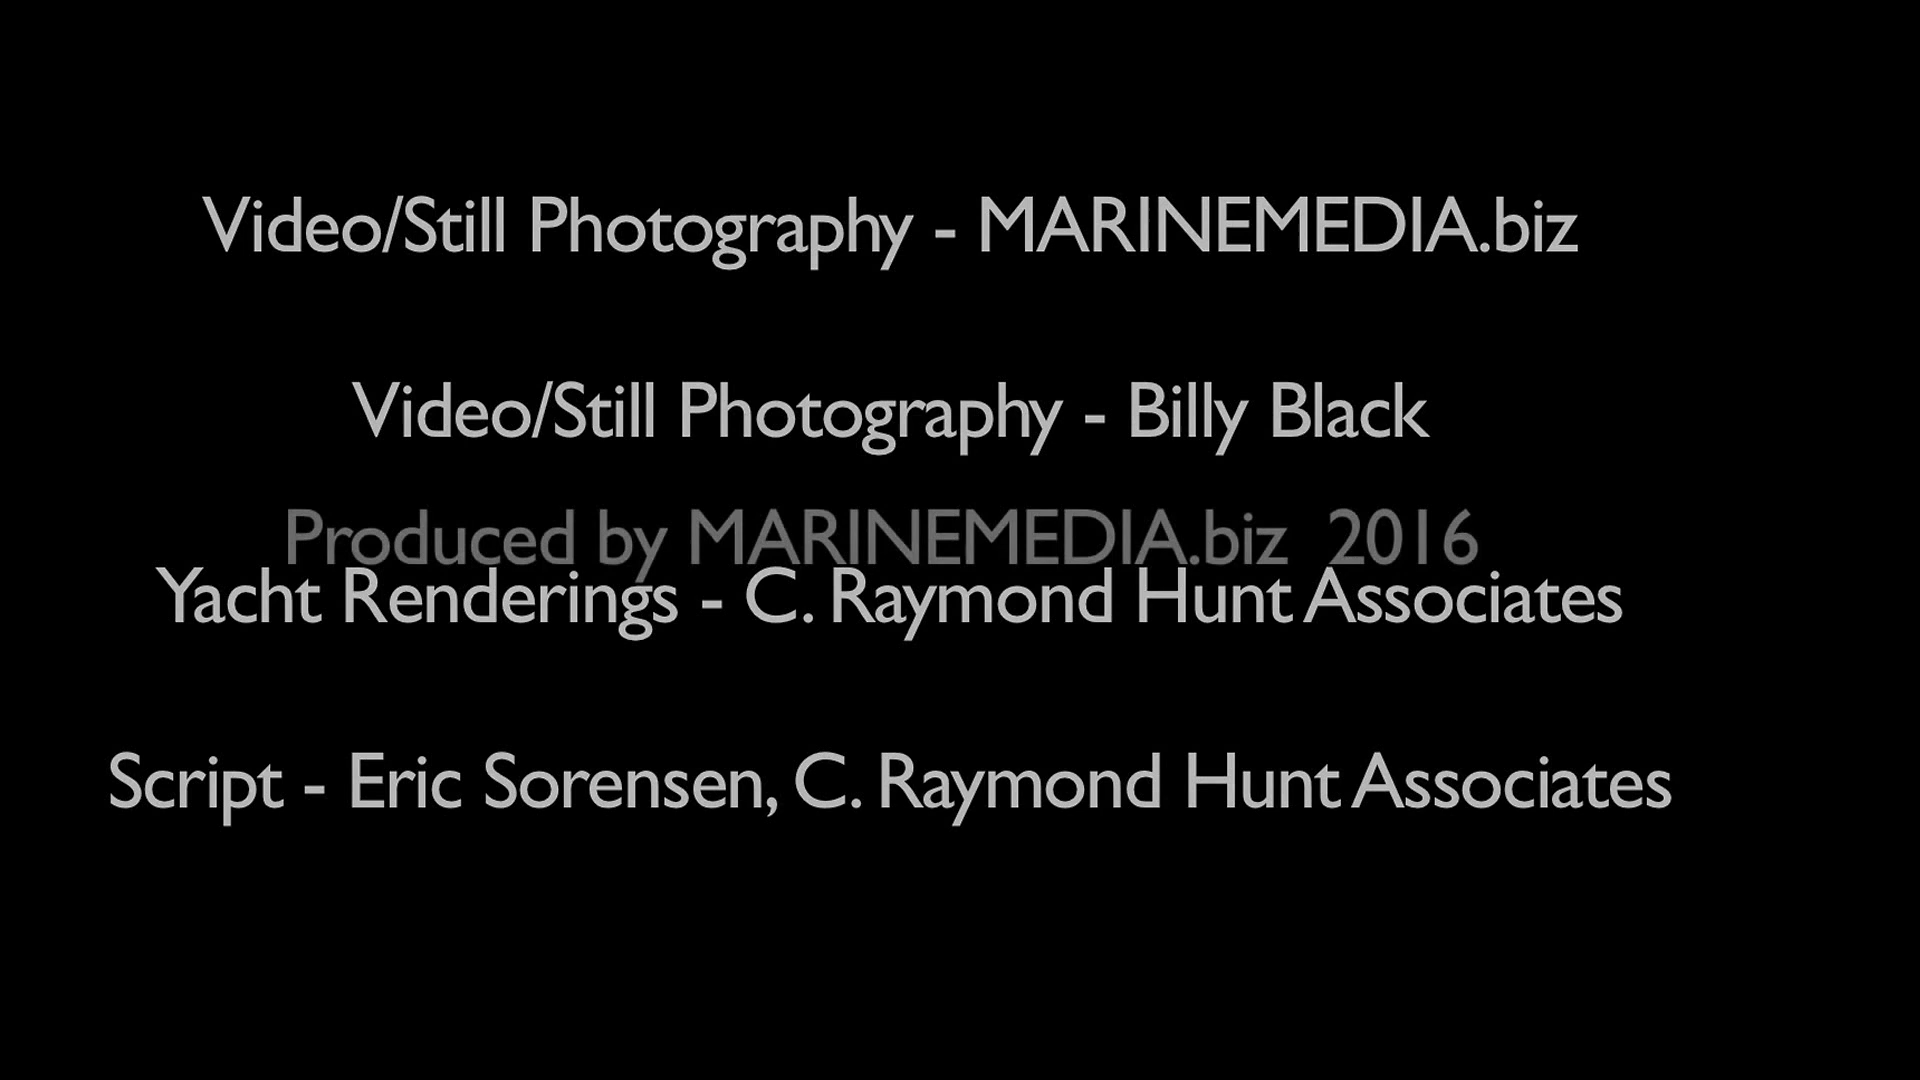 Video/Still Photography - MARINEMEDIA.biz
Video/Still Photography - Billy Black
Produced by MARINEMEDIA.biz 2016
Yacht Renderings - C. Raymond Hunt Associates
Script - Eric Sorensen, C. Raymond Hunt Associates